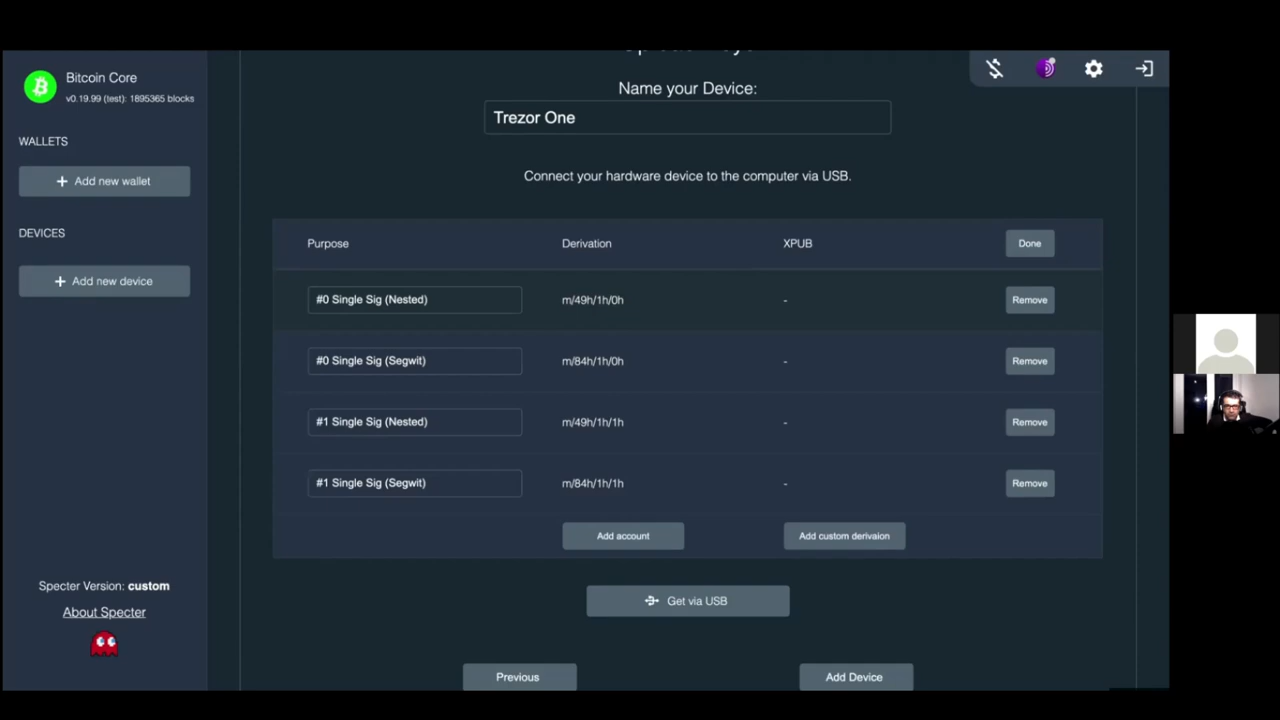 Bitcoin Core
v0.19.99 (test): 1895365 blocks
WALLETS
+ Add new wallet
DEVICES
+ Add new device
Specter Version: custom
About Specter
Name your Device:
Trezor One
Connect your hardware device to the computer via USB.
Purpose Derivation XPUB Done
#0 Single Sig (Nested) m/49h/1h/0h - Remove
#0 Single Sig (Segwit) m/84h/1h/0h - Remove
#1 Single Sig (Nested) m/49h/1h/1h - Remove
#1 Single Sig (Segwit) m/84h/1h/1h - Remove
Add account Add custom derivaion
Get via USB
Previous Add Device